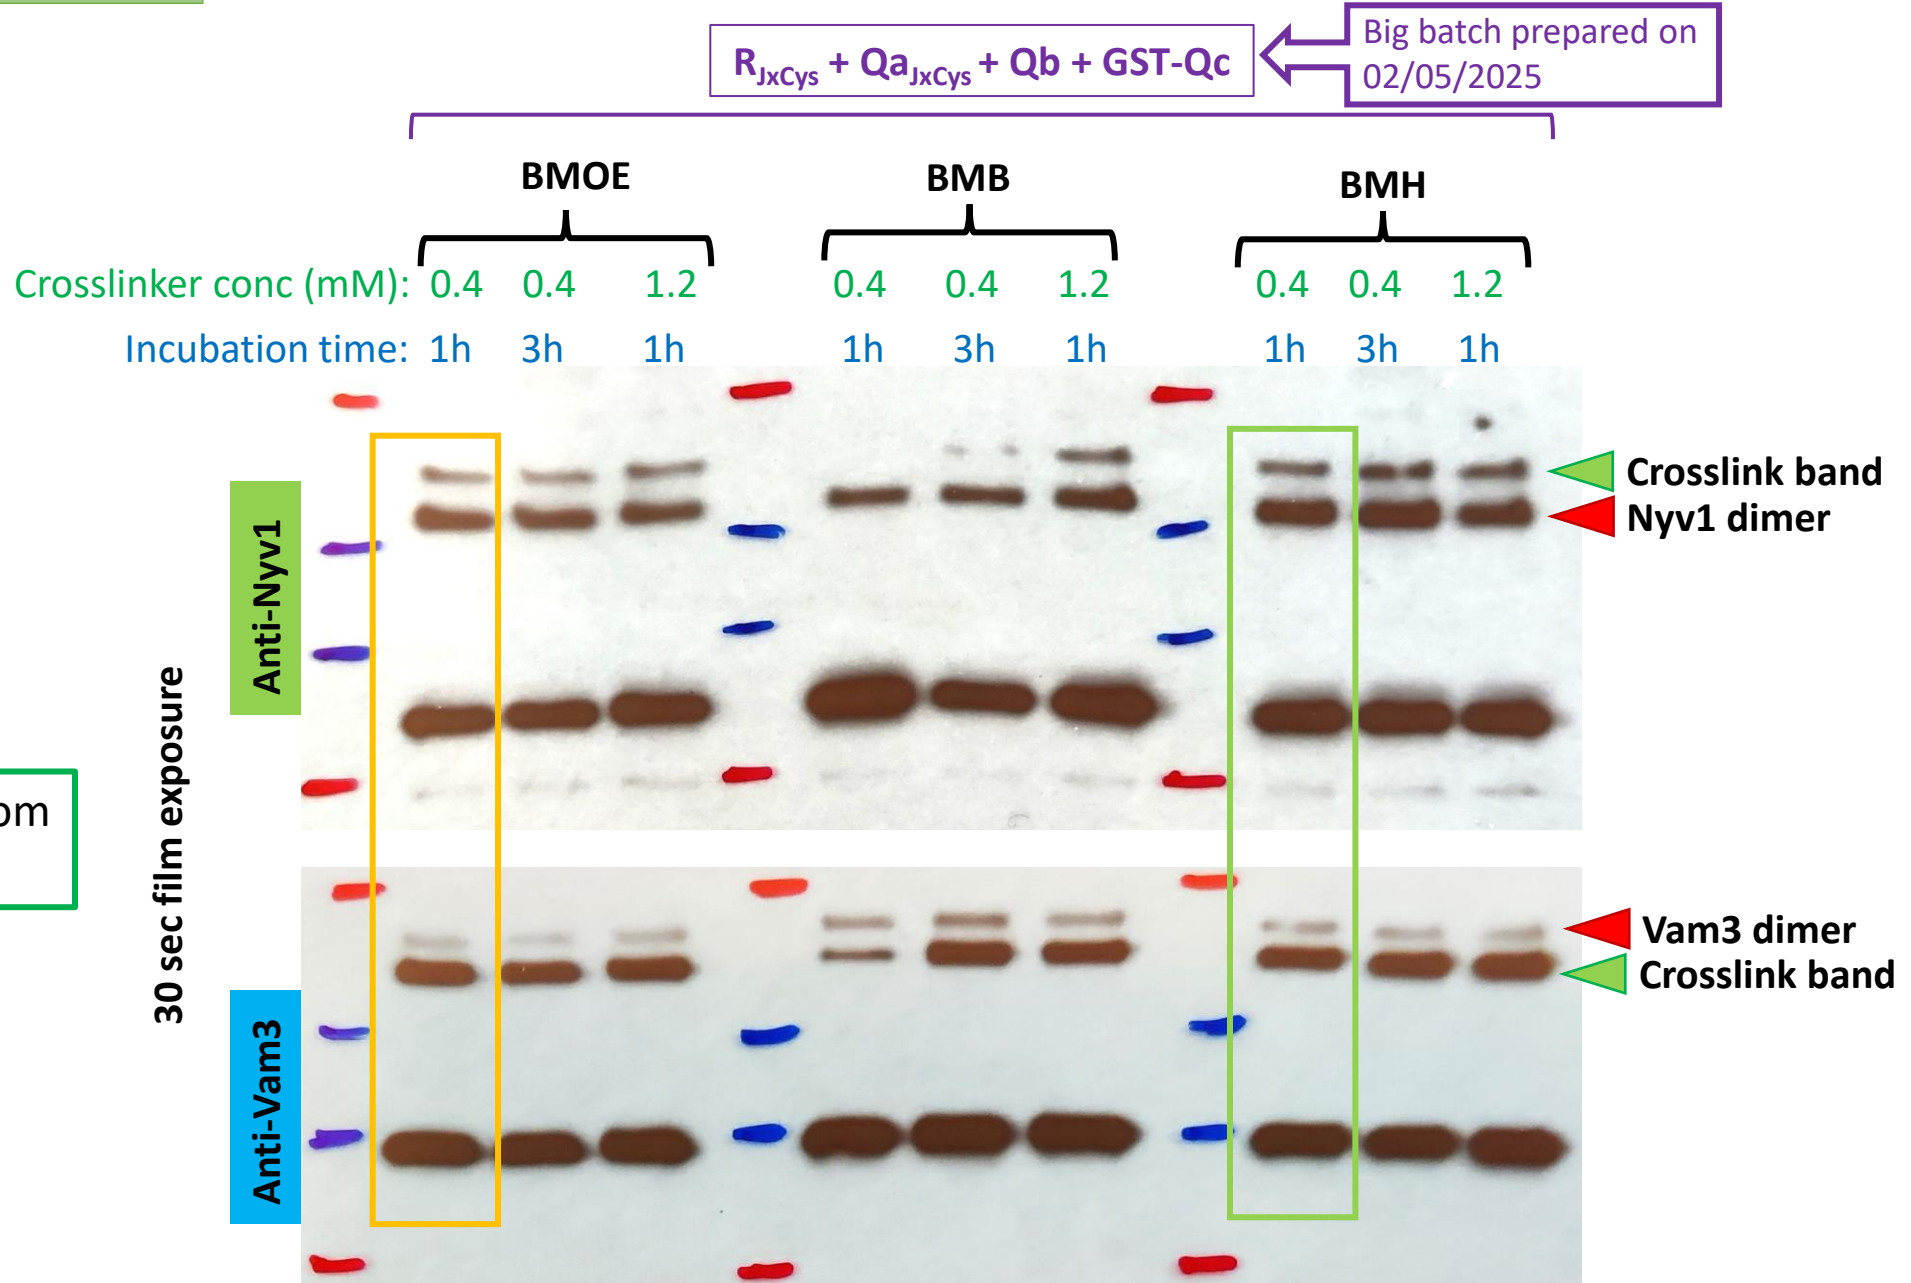 R_JxCys + Qa_JxCys + Qb + GST-Qc
Big batch prepared on
02/05/2025
BMOE BMB BMH
Crosslinker conc (mM): 0.4 0.4 1.2 0.4 0.4 1.2 0.4 0.4 1.2
Incubation time: 1h 3h 1h 1h 3h 1h 1h 3h 1h
Anti-Nyv1
Crosslink band
Nyv1 dimer
30 sec film exposure
Anti-Vam3
Vam3 dimer
Crosslink band